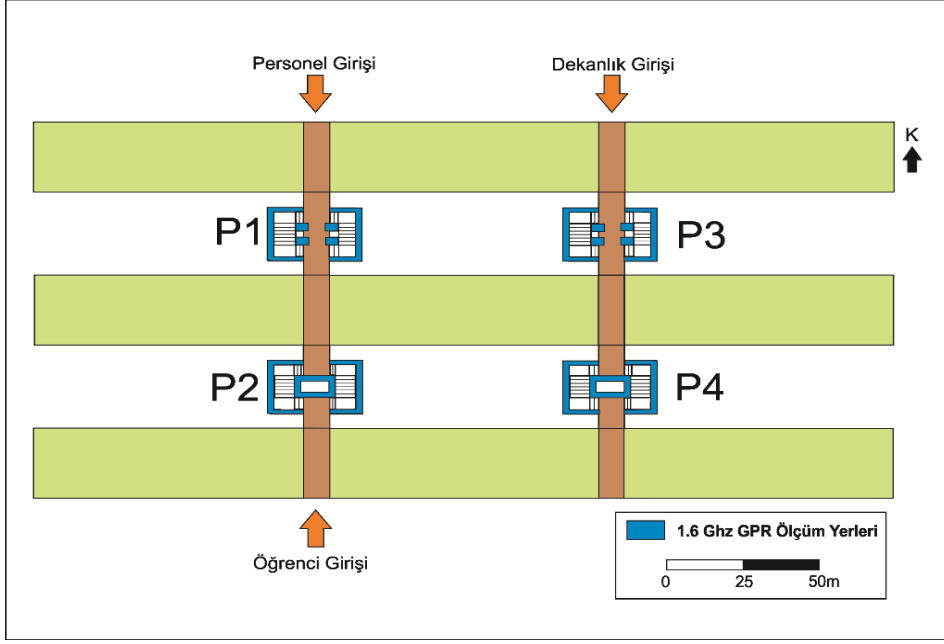 Personel Girişi
Dekanlık Girişi
K
P1
P3
P2
P4
Öğrenci Girişi
1.6 Ghz GPR Ölçüm Yerleri
0 25 50m